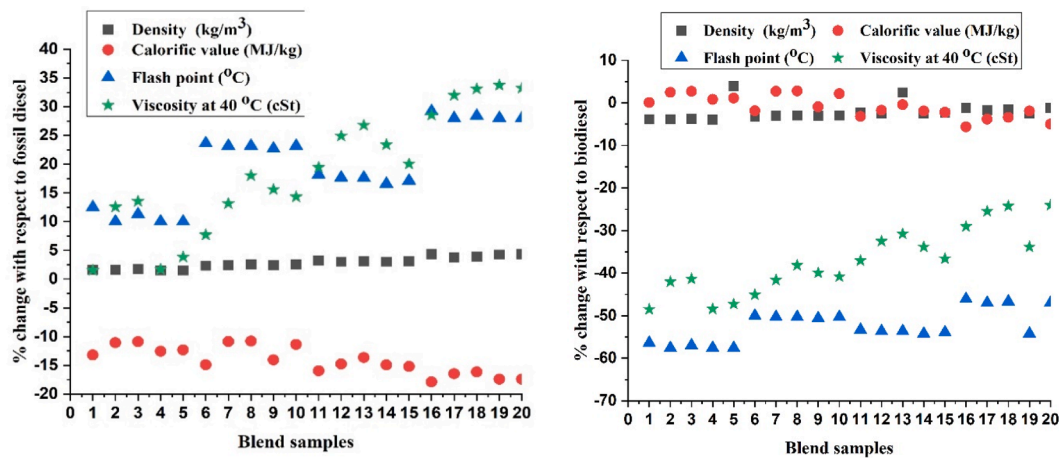 Density (kg/m³)
Calorific value (MJ/kg)
Flash point (⁰C)
Viscosity at 40 ⁰C (cSt)
% change with respect to fossil diesel
40
35
30
25
20
15
10
5
0
-5
-10
-15
-20
0 1 2 3 4 5 6 7 8 9 10 11 12 13 14 15 16 17 18 19 20
Blend samples
Density (kg/m³) Calorific value (MJ/kg)
Flash point (⁰C) Viscosity at 40 ⁰C (cSt)
% change with respect to biodiesel
10
0
-10
-20
-30
-40
-50
-60
-70
0 1 2 3 4 5 6 7 8 9 10 11 12 13 14 15 16 17 18 19 20
Blend samples